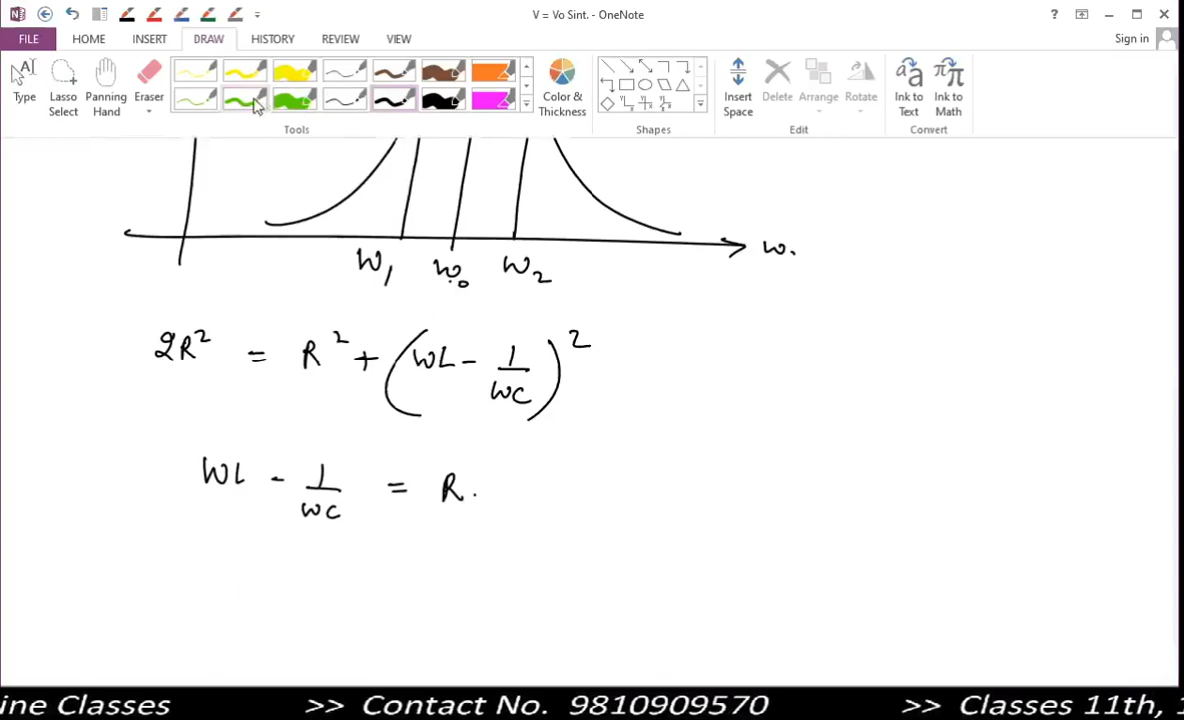 V = Vo Sint. - OneNote
FILE HOME INSERT DRAW HISTORY REVIEW VIEW
Sign in
Type Lasso Select Panning Hand Eraser
Color & Thickness
Insert Space Delete Arrange Rotate
Ink to Text Ink to Math
Tools Shapes Edit Convert
W1 W0 W2 W.
2R² = R² + (WL - 1/WC)²
WL - 1/WC = R.
ine Classes >> Contact No. 9810909570 >> Classes 11th,